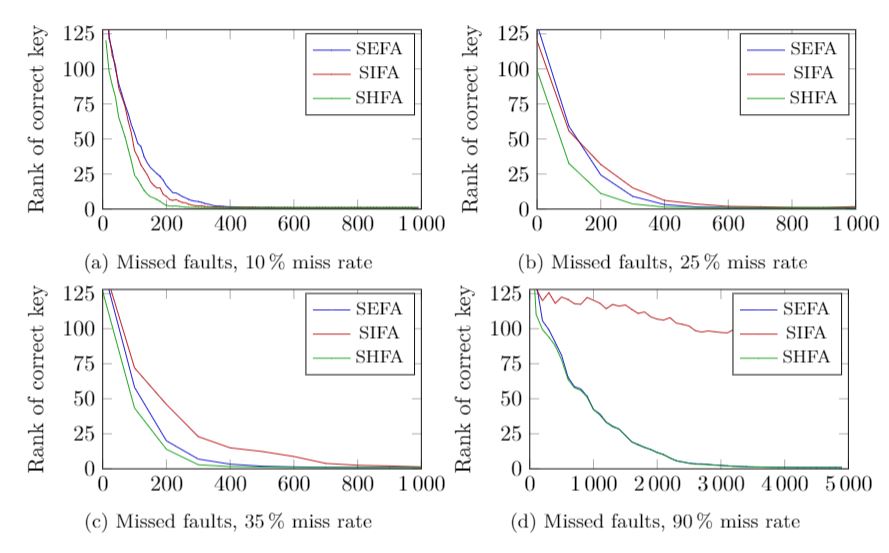 Rank of correct key
125
100
75
50
25
0
0 200 400 600 800 1 000
SEFA
SIFA
SHFA
(a) Missed faults, 10 % miss rate
Rank of correct key
125
100
75
50
25
0
0 200 400 600 800 1 000
SEFA
SIFA
SHFA
(b) Missed faults, 25 % miss rate
Rank of correct key
125
100
75
50
25
0
0 200 400 600 800 1 000
SEFA
SIFA
SHFA
(c) Missed faults, 35 % miss rate
Rank of correct key
125
100
75
50
25
0
0 1 000 2 000 3 000 4 000 5 000
SEFA
SIFA
SHFA
(d) Missed faults, 90 % miss rate